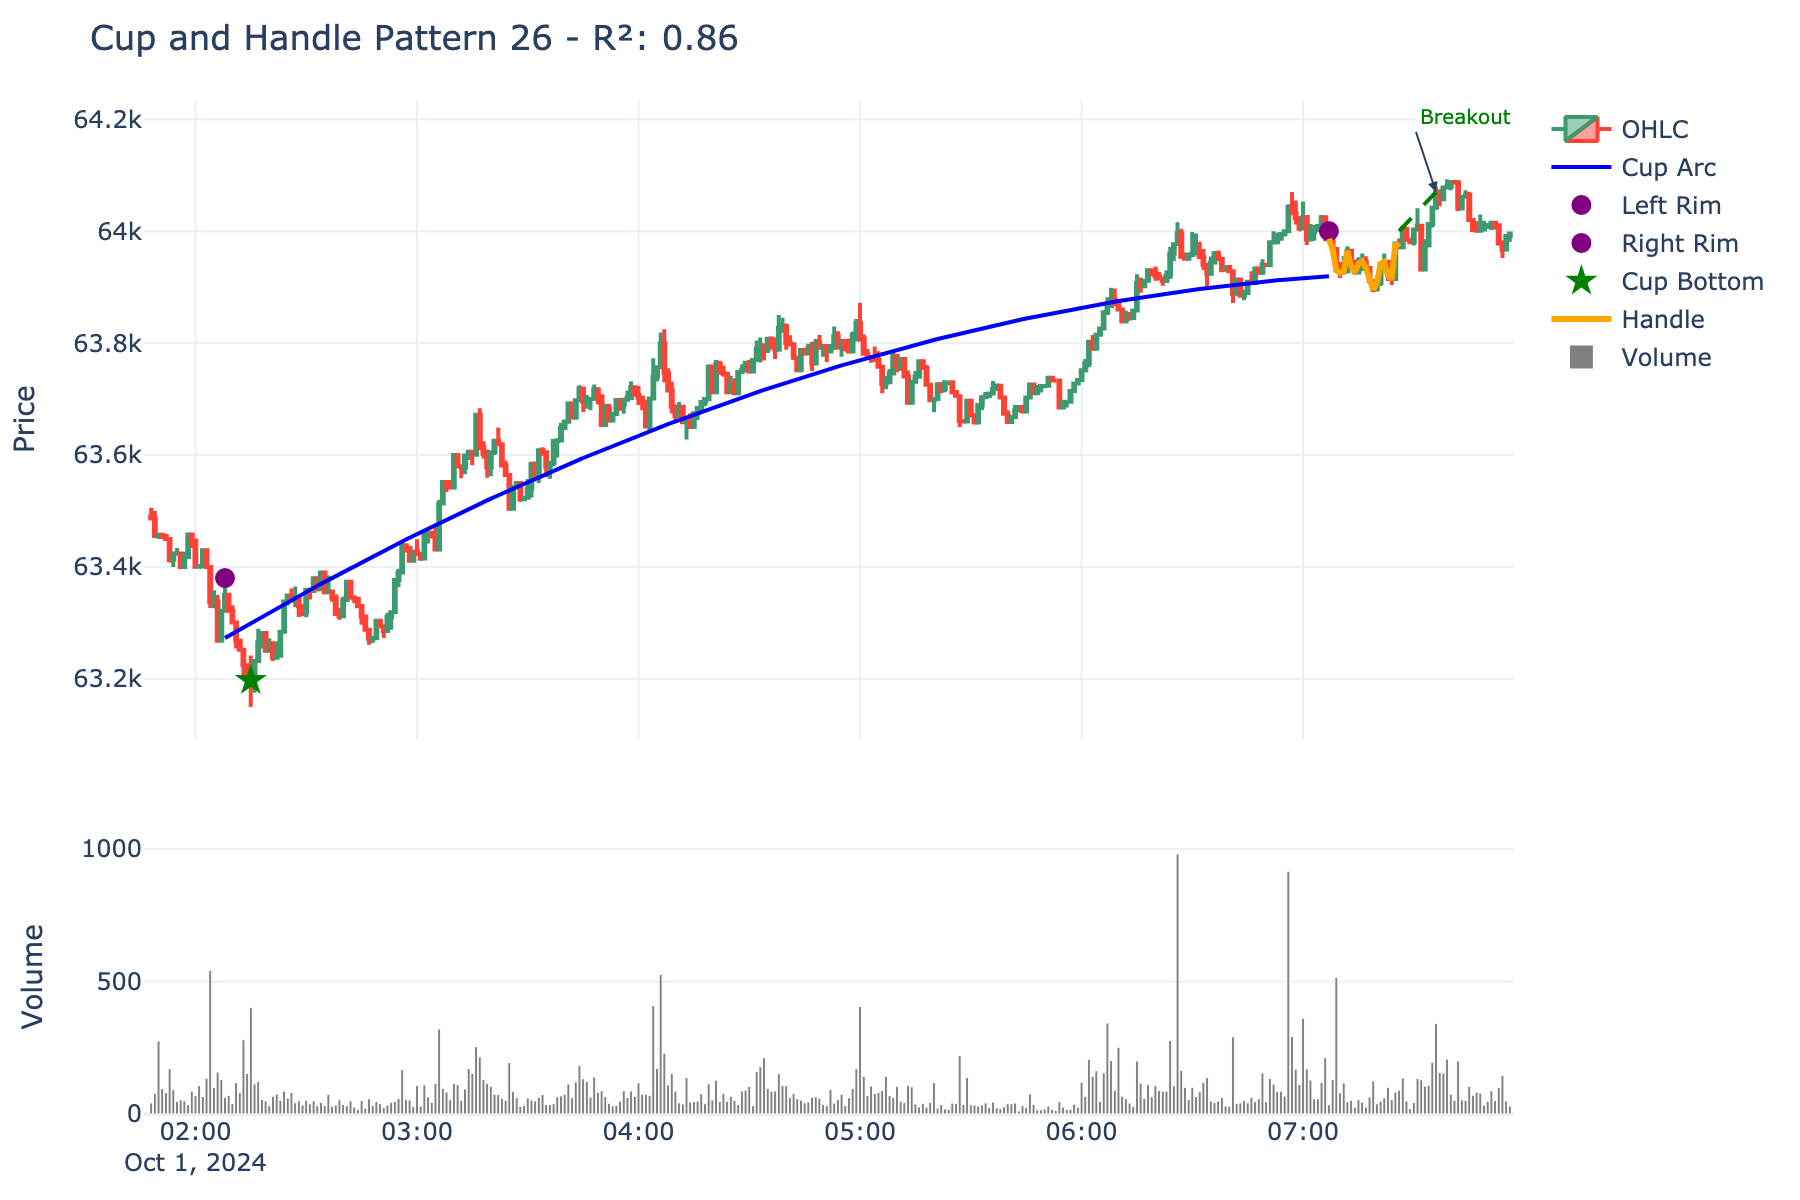 Cup and Handle Pattern 26 - R²: 0.86
Breakout
64.2k
64k
63.8k
63.6k
63.4k
63.2k
Price
OHLC
Cup Arc
Left Rim
Right Rim
Cup Bottom
Handle
Volume
1000
500
0
Volume
02:00
03:00
04:00
05:00
06:00
07:00
Oct 1, 2024